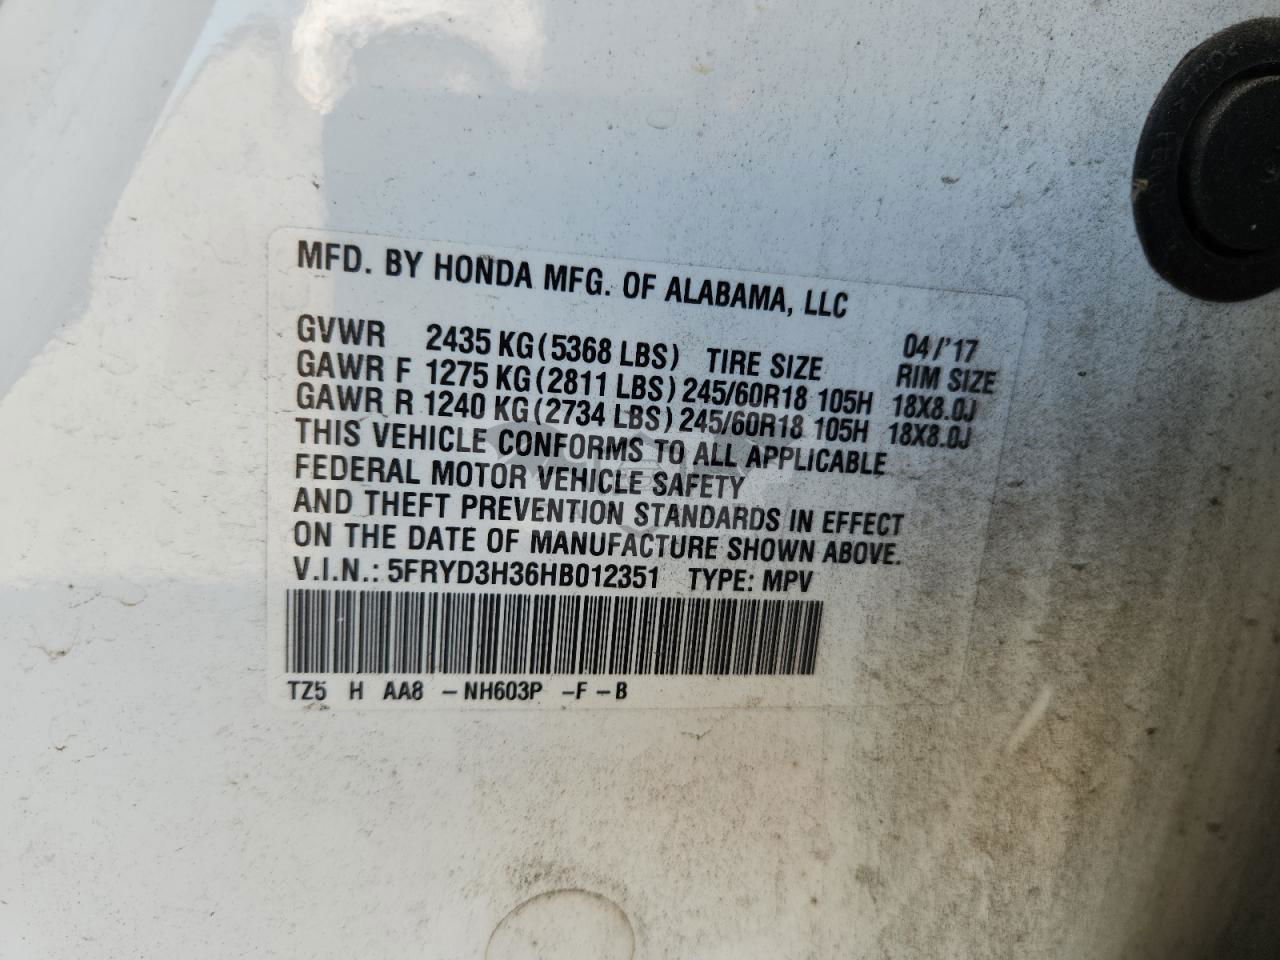 MFD. BY HONDA MFG. OF ALABAMA, LLC
04/'17
GVWR 2435 KG(5368 LBS) TIRE SIZE RIM SIZE
GAWR F 1275 KG(2811 LBS) 245/60R18 105H 18X8.0J
GAWR R 1240 KG(2734 LBS) 245/60R18 105H 18X8.0J
THIS VEHICLE CONFORMS TO ALL APPLICABLE
FEDERAL MOTOR VEHICLE SAFETY
AND THEFT PREVENTION STANDARDS IN EFFECT
ON THE DATE OF MANUFACTURE SHOWN ABOVE.
V.I.N.: 5FRYD3H36HB012351 TYPE: MPV
TZ5 H AA8 -NH603P -F -B